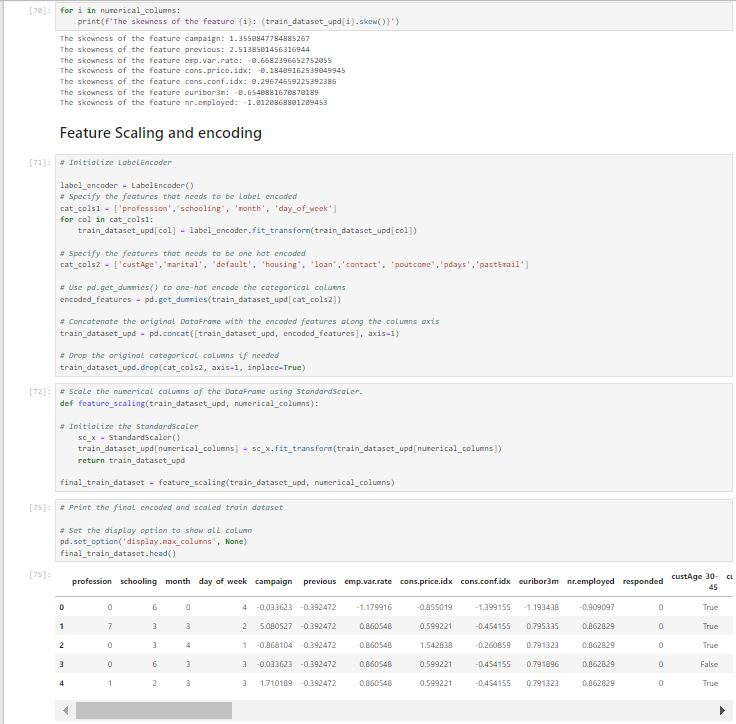 [70]: for i in numerical_columns:
print(f'The skewness of the feature {i}: {train_dataset_upd[i].skew()}')
The skewness of the feature campaign: 1.3550847784885267
The skewness of the feature previous: 2.5138501456316944
The skewness of the feature emp.var.rate: -0.6682396652752055
The skewness of the feature cons.price.idx: -0.18409162539049945
The skewness of the feature cons.conf.idx: 0.29674659225392386
The skewness of the feature euribor3m: -0.6540881670870189
The skewness of the feature nr.employed: -1.0120868801209453
Feature Scaling and encoding
[71]: # Initialize LabelEncoder
label_encoder = LabelEncoder()
# Specify the features that needs to be label encoded
cat_cols1 = ['profession','schooling', 'month', 'day_of_week']
for col in cat_cols1:
train_dataset_upd[col] = label_encoder.fit_transform(train_dataset_upd[col])
# Specify the features that needs to be one hot encoded
cat_cols2 = ['custAge','marital', 'default', 'housing', 'loan','contact', 'poutcome','pdays','pastEmail']
# Use pd.get_dummies() to one-hot encode the categorical columns
encoded_features = pd.get_dummies(train_dataset_upd[cat_cols2])
# Concatenate the original DataFrame with the encoded features along the columns axis
train_dataset_upd = pd.concat([train_dataset_upd, encoded_features], axis=1)
# Drop the original categorical columns if needed
train_dataset_upd.drop(cat_cols2, axis=1, inplace=True)
[72]: # Scale the numerical columns of the DataFrame using StandardScaler.
def feature_scaling(train_dataset_upd, numerical_columns):
# Initialize the StandardScaler
sc_x = StandardScaler()
train_dataset_upd[numerical_columns] = sc_x.fit_transform(train_dataset_upd[numerical_columns])
return train_dataset_upd
final_train_dataset = feature_scaling(train_dataset_upd, numerical_columns)
[75]: # Print the final encoded and scaled train dataset
# Set the display option to show all column
pd.set_option('display.max_columns', None)
final_train_dataset.head()
[75]: profession schooling month day_of_week campaign previous emp.var.rate cons.price.idx cons.conf.idx euribor3m nr.employed responded custAge_30-45 cu
0 0 6 0 4 -0.033623 -0.392472 -1.179916 -0.855019 -1.399155 -1.193438 -0.909097 0 True
1 7 3 3 2 5.080527 -0.392472 0.860548 0.599221 -0.454155 0.795335 0.862829 0 True
2 0 3 4 1 -0.868104 -0.392472 0.860548 1.542838 -0.260859 0.791323 0.862829 0 True
3 0 6 3 3 -0.033623 -0.392472 0.860548 0.599221 -0.454155 0.791896 0.862829 0 False
4 1 2 3 3 1.710189 -0.392472 0.860548 0.599221 -0.454155 0.791323 0.862829 0 True